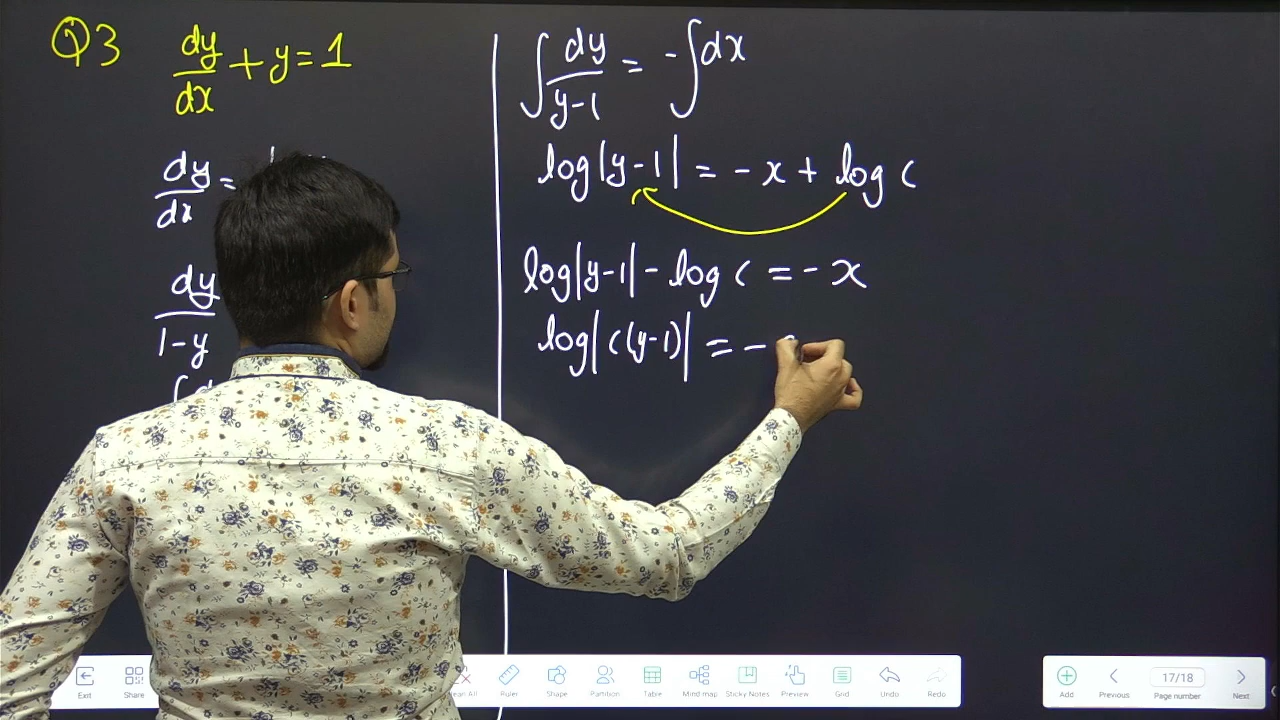 Q3 dy/dx + y = 1
dy/dx =
dy
1-y
∫ dy/(y-1) = -∫dx
log|y-1| = -x + log c
log|y-1| - log c = -x
log|c(y-1)| = -
Exit
Share
Ruler
Shape
Partition
Table
Mind map
Sticky Notes
Preview
Grid
Undo
Redo
Add
Previous
17/18
Page number
Next